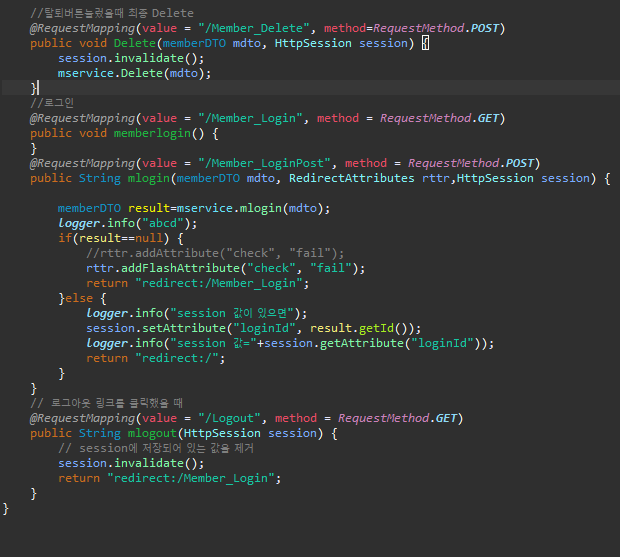 //탈퇴버튼눌렀을때 최종 Delete
@RequestMapping(value = "/Member_Delete", method=RequestMethod.POST)
public void Delete(memberDTO mdto, HttpSession session) {
session.invalidate();
mservice.Delete(mdto);
}
//로그인
@RequestMapping(value = "/Member_Login", method = RequestMethod.GET)
public void memberlogin() {
}
@RequestMapping(value = "/Member_LoginPost", method = RequestMethod.POST)
public String mlogin(memberDTO mdto, RedirectAttributes rttr,HttpSession session) {
memberDTO result=mservice.mlogin(mdto);
logger.info("abcd");
if(result==null) {
//rttr.addAttribute("check", "fail");
rttr.addFlashAttribute("check", "fail");
return "redirect:/Member_Login";
}else {
logger.info("session 값이 있으면");
session.setAttribute("loginId", result.getId());
logger.info("session 값="+session.getAttribute("loginId"));
return "redirect:/";
}
}
// 로그아웃 링크를 클릭했을 때
@RequestMapping(value = "/Logout", method = RequestMethod.GET)
public String mlogout(HttpSession session) {
// session에 저장되어 있는 값을 제거
session.invalidate();
return "redirect:/Member_Login";
}
}